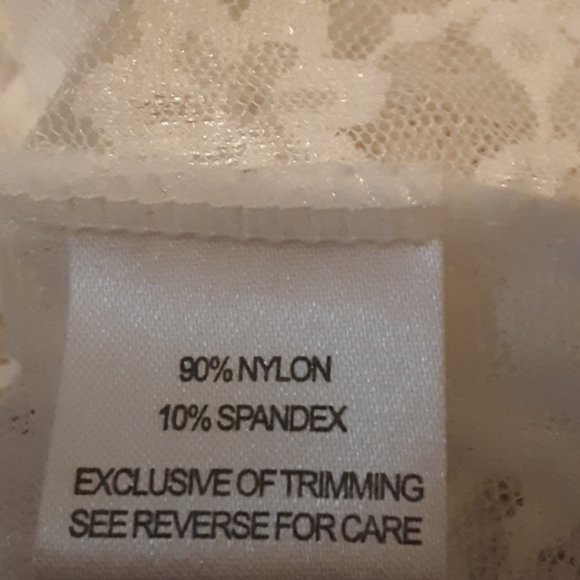 90% NYLON
10% SPANDEX
EXCLUSIVE OF TRIMMING
SEE REVERSE FOR CARE